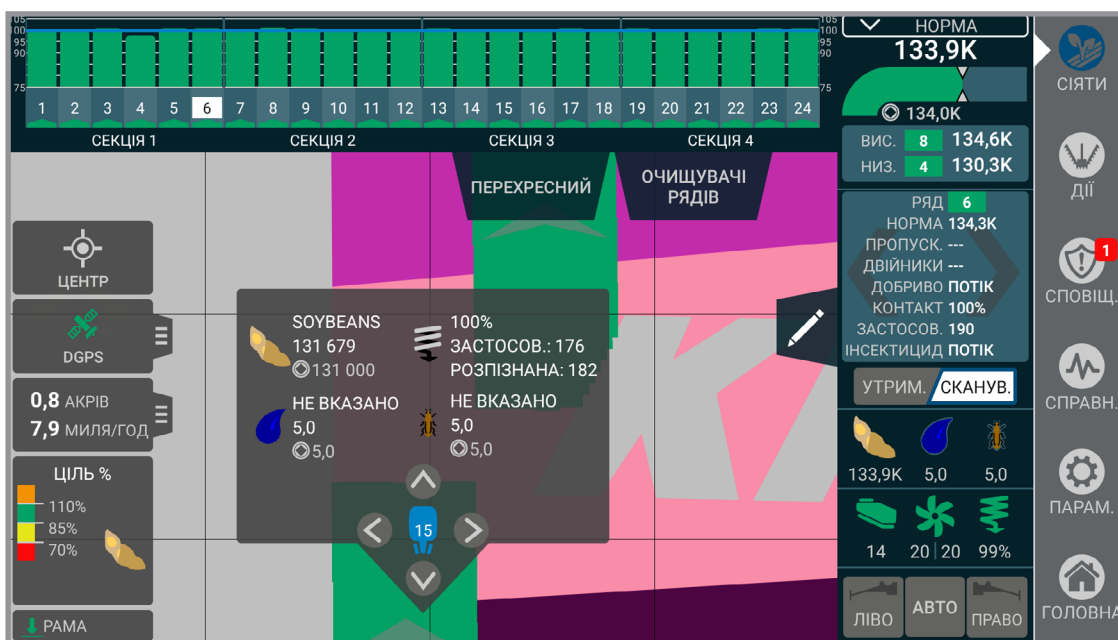 105
100
95
90
75
105
100
95
90
75
1 2 3 4 5 6 7 8 9 10 11 12 13 14 15 16 17 18 19 20 21 22 23 24
СЕКЦІЯ 1 СЕКЦІЯ 2 СЕКЦІЯ 3 СЕКЦІЯ 4
ПЕРЕХРЕСНИЙ
ОЧИЩУВАЧІ
РЯДІВ
ЦЕНТР
DGPS
0,8 АКРІВ
7,9 МИЛЯ/ГОД
ЦІЛЬ %
110%
85%
70%
РАМА
SOYBEANS
131 679
131 000
НЕ ВКАЗАНО
5,0
5,0
100%
ЗАСТОСОВ.: 176
РОЗПІЗНАНА: 182
НЕ ВКАЗАНО
5,0
5,0
15
НОРМА
133,9K
134,0K
ВИС. 8 134,6K
НИЗ. 4 130,3K
РЯД 6
НОРМА 134,3K
ПРОПУСК. ---
ДВІЙНИКИ ---
ДОБРИВО ПОТІК
КОНТАКТ 100%
ЗАСТОСОВ. 190
ІНСЕКТИЦИД ПОТІК
УТРИМ. СКАНУВ.
133,9K 5,0 5,0
14 20 | 20 99%
ЛІВО АВТО ПРАВО
СІЯТИ
ДІЇ
1
СПОВІЩ.
СПРАВН.
ПАРАМ.
ГОЛОВНА